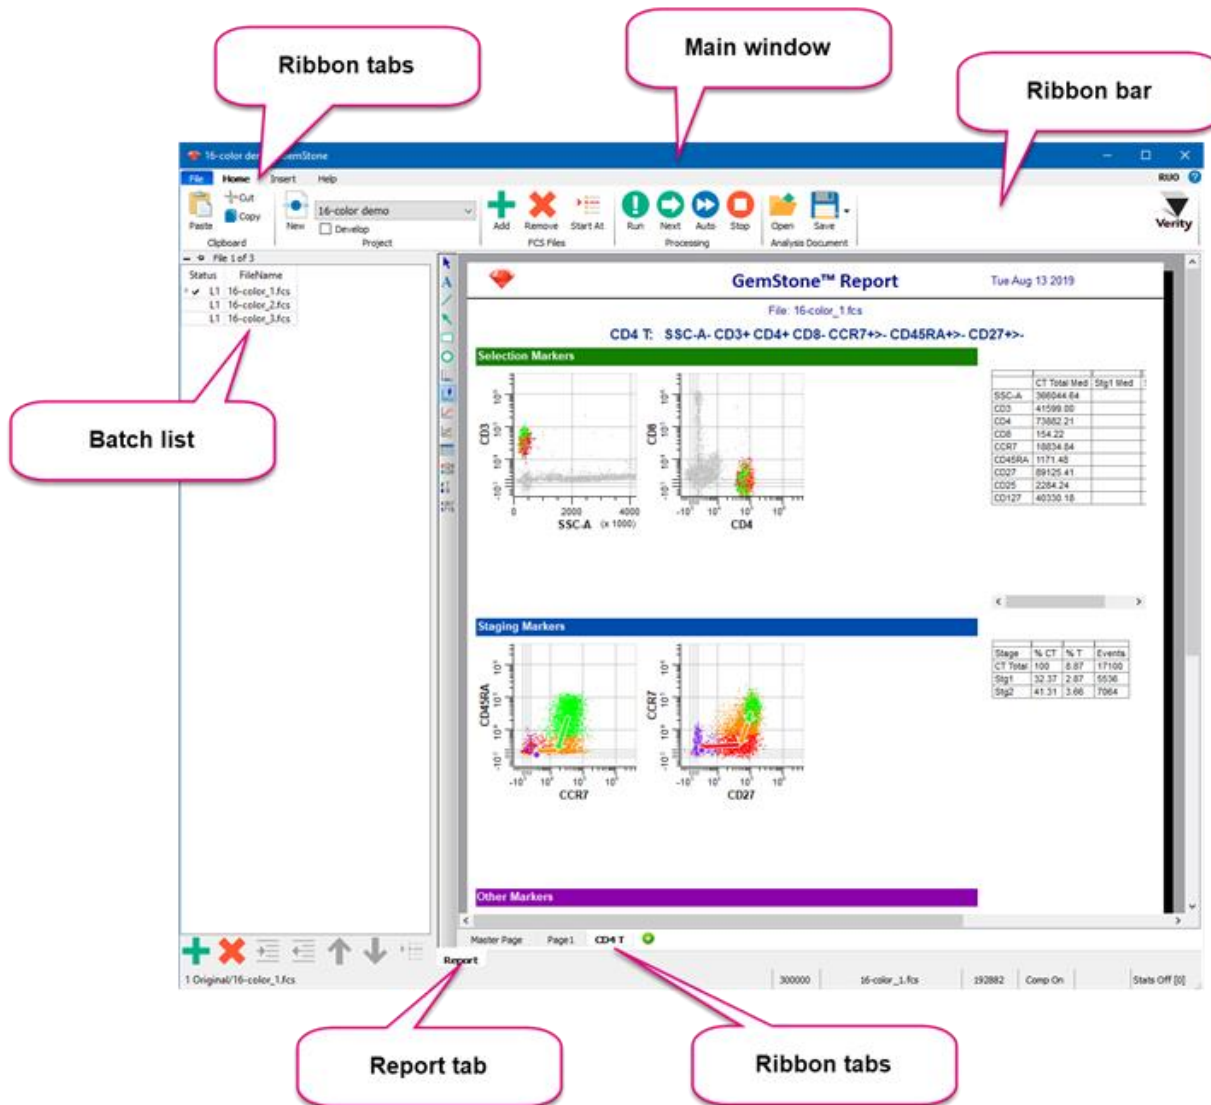 Ribbon tabs
Main window
Ribbon bar
16-color demo - GemStone
File Home Insert Help
RUO
Paste
Cut
Copy
Clipboard
New
16-color demo
Develop
Project
Add Remove Start At
FCS Files
Run Next Auto Stop
Processing
Open Save
Analysis Document
Verity
File 1 of 3
Status FileName
L1 16-color_1.fcs
L1 16-color_2.fcs
L1 16-color_3.fcs
Batch list
GemStone™ Report
Tue Aug 13 2019
File: 16-color_1.fcs
CD4 T: SSC-A- CD3+ CD4+ CD8- CCR7+>- CD45RA+>- CD27+>-
Selection Markers
CD3
0 2000 4000
SSC-A (x 1000)
CD8
CD4
CT Total Med Stg1 Med
SSC-A 366044.64
CD3 41599.80
CD4 73882.21
CD8 154.22
CCR7 18834.84
CD45RA 1171.48
CD27 89125.41
CD25 2284.24
CD127 40330.18
Staging Markers
CD45RA
CCR7
CCR7
CD27
Stage % CT % T Events
CT Total 100 8.87 17100
Stg1 32.37 2.87 5536
Stg2 41.31 3.66 7064
Other Markers
Master Page Page1 CD4 T
Report
1 Original/16-color_1.fcs
300000 16-color_1.fcs 192882 Comp On Stats Off [0]
Report tab
Ribbon tabs